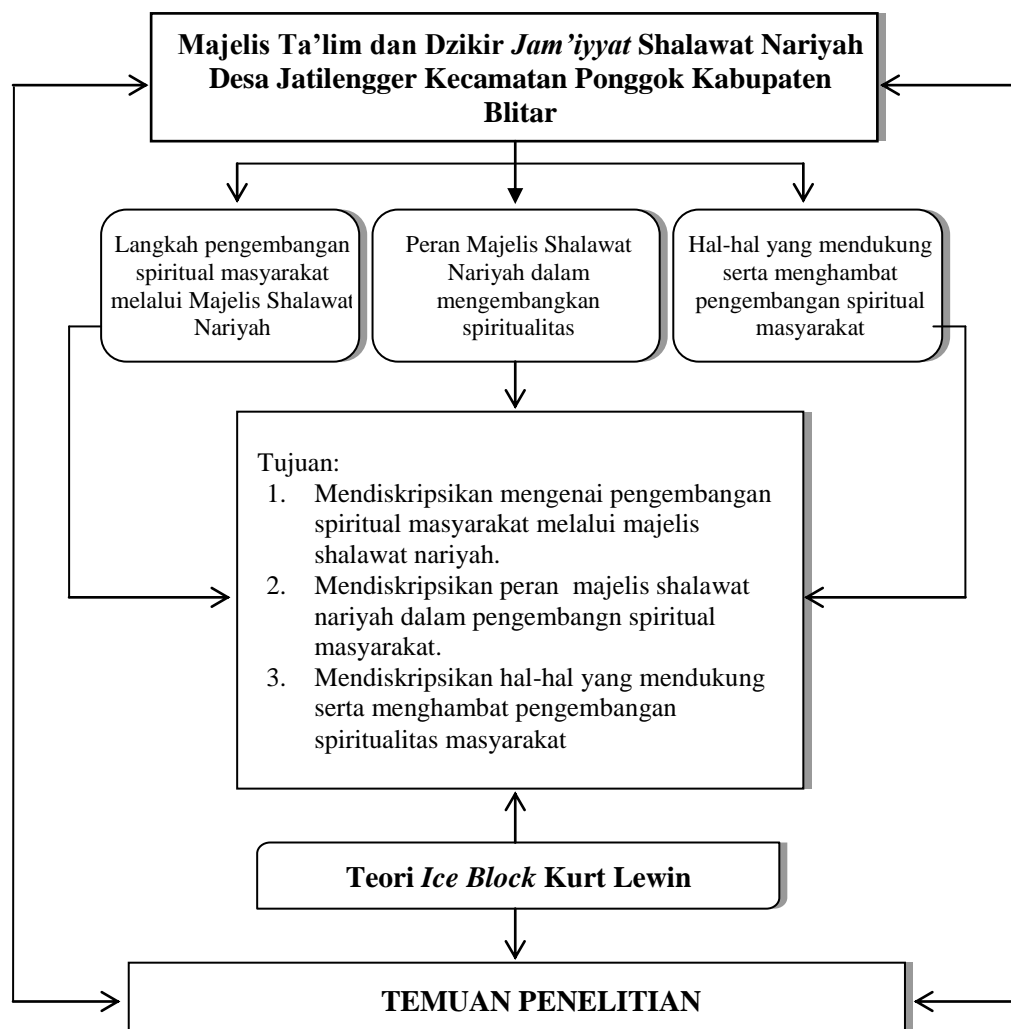 Majelis Ta’lim dan Dzikir Jam’iyyat Shalawat Nariyah
Desa Jatilengger Kecamatan Ponggok Kabupaten
Blitar
Langkah pengembangan
spiritual masyarakat
melalui Majelis Shalawat
Nariyah
Peran Majelis Shalawat
Nariyah dalam
mengembangkan
spiritualitas
Hal-hal yang mendukung
serta menghambat
pengembangan spiritual
masyarakat
Tujuan:
1. Mendiskripsikan mengenai pengembangan
spiritual masyarakat melalui majelis
shalawat nariyah.
2. Mendiskripsikan peran majelis shalawat
nariyah dalam pengembangn spiritual
masyarakat.
3. Mendiskripsikan hal-hal yang mendukung
serta menghambat pengembangan
spiritualitas masyarakat
Teori Ice Block Kurt Lewin
TEMUAN PENELITIAN